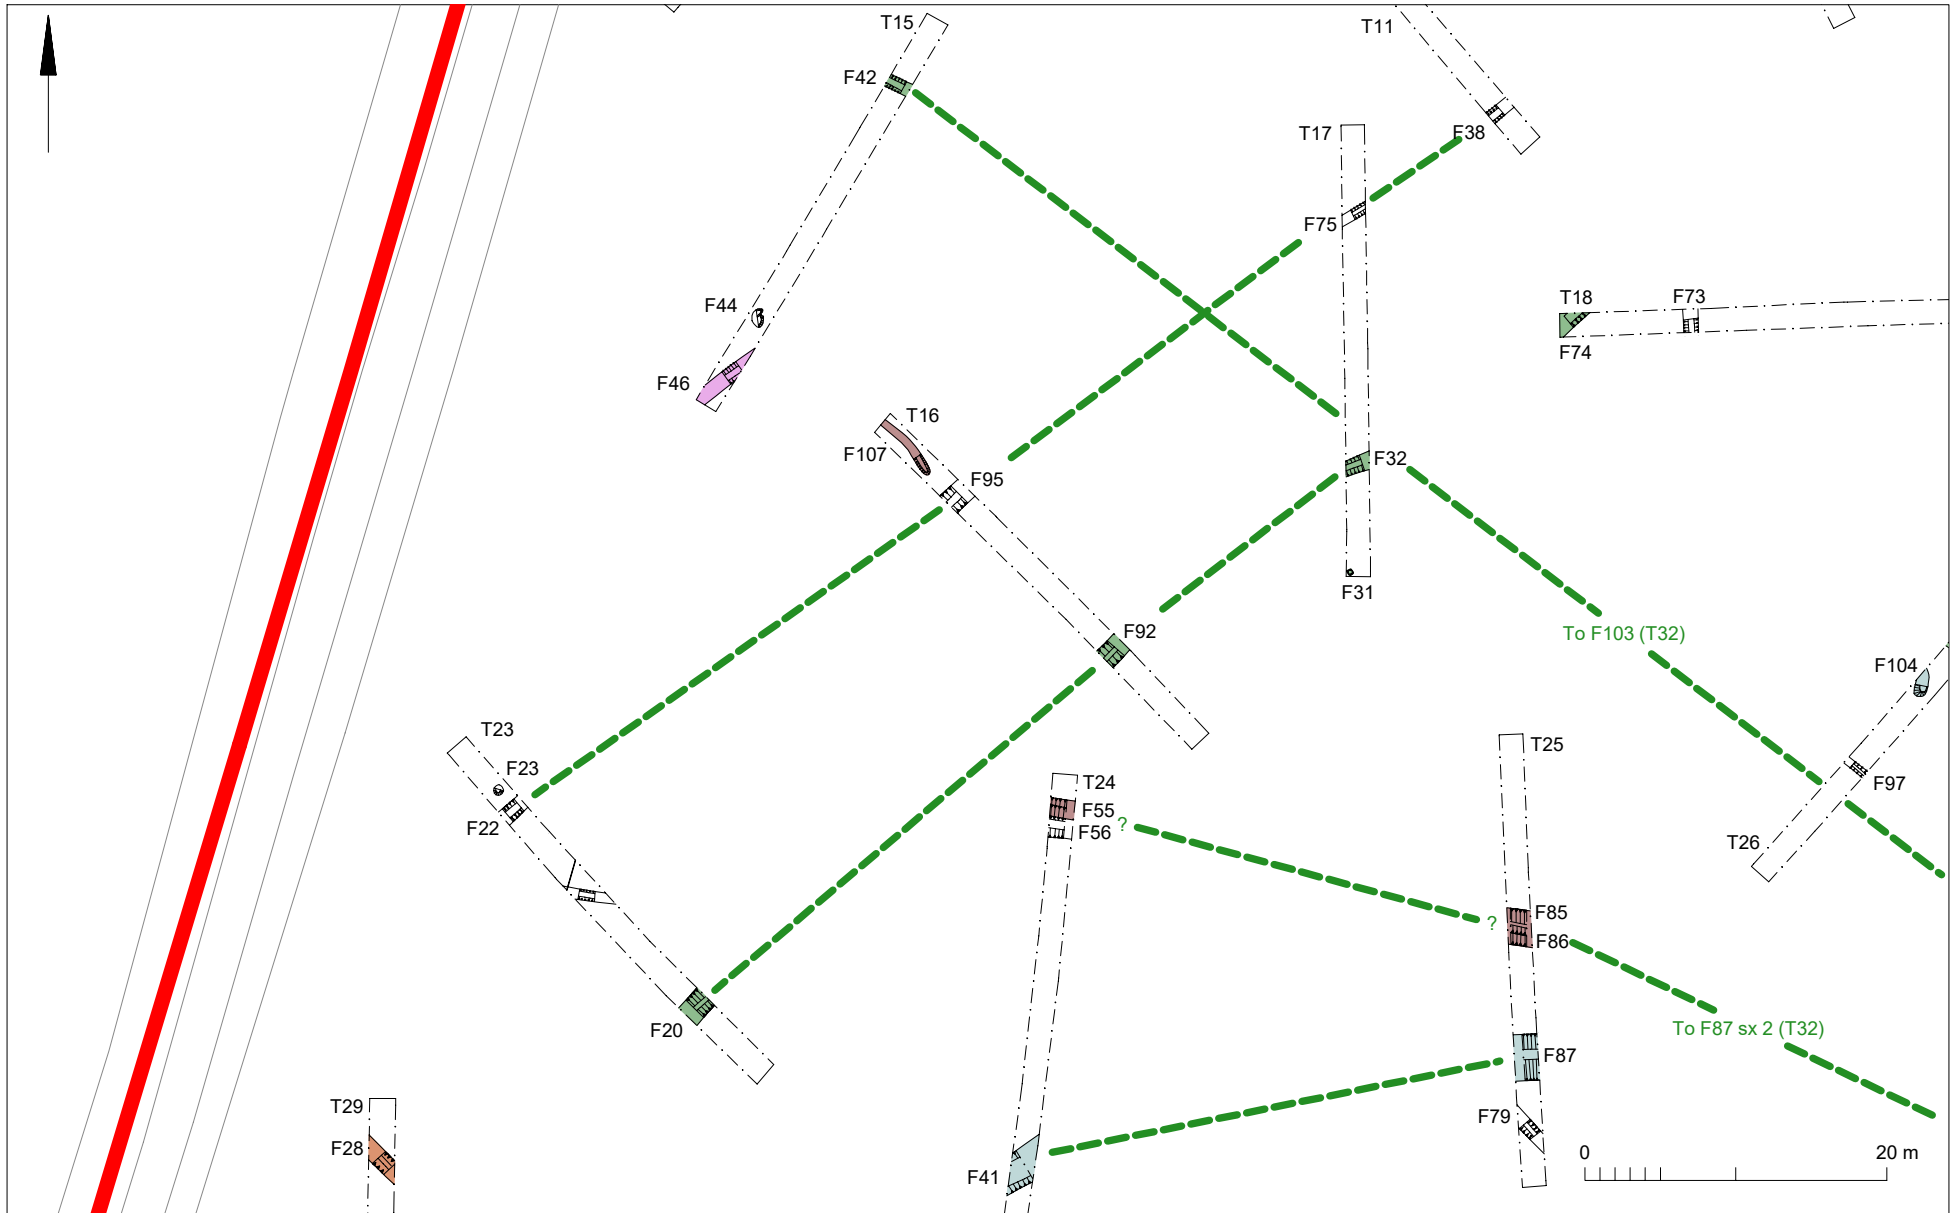 T15
T11
F42
T17
F38
F75
T18
F73
F44
F74
F46
T16
F107
F32
F95
F31
F92
To F103 (T32)
F104
T23
T25
F23
T24
F97
F55
?
F22
F56
T26
F85
?
F86
F20
To F87 sx 2 (T32)
F87
T29
F79
F28
0
20 m
F41